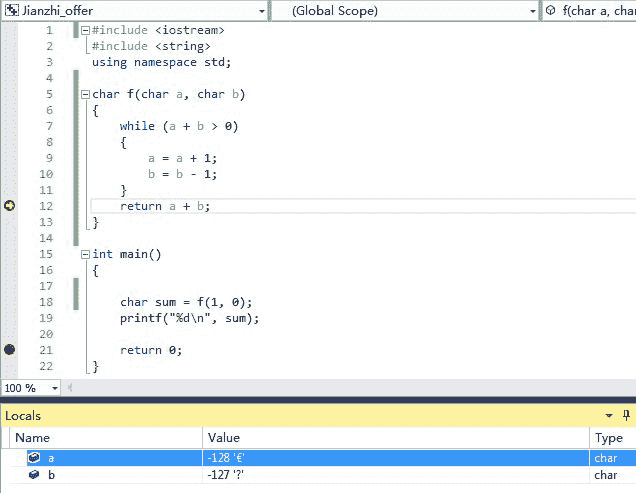 Jianzhi_offer (Global Scope) f(char a, char
1 #include <iostream>
2 #include <string>
3 using namespace std;
4
5 char f(char a, char b)
6 {
7 while (a + b > 0)
8 {
9 a = a + 1;
10 b = b - 1;
11 }
12 return a + b;
13 }
14
15 int main()
16 {
17
18 char sum = f(1, 0);
19 printf("%d\n", sum);
20
21 return 0;
22 }
100 %
Locals
Name Value Type
a -128 '€' char
b -127 '?' char